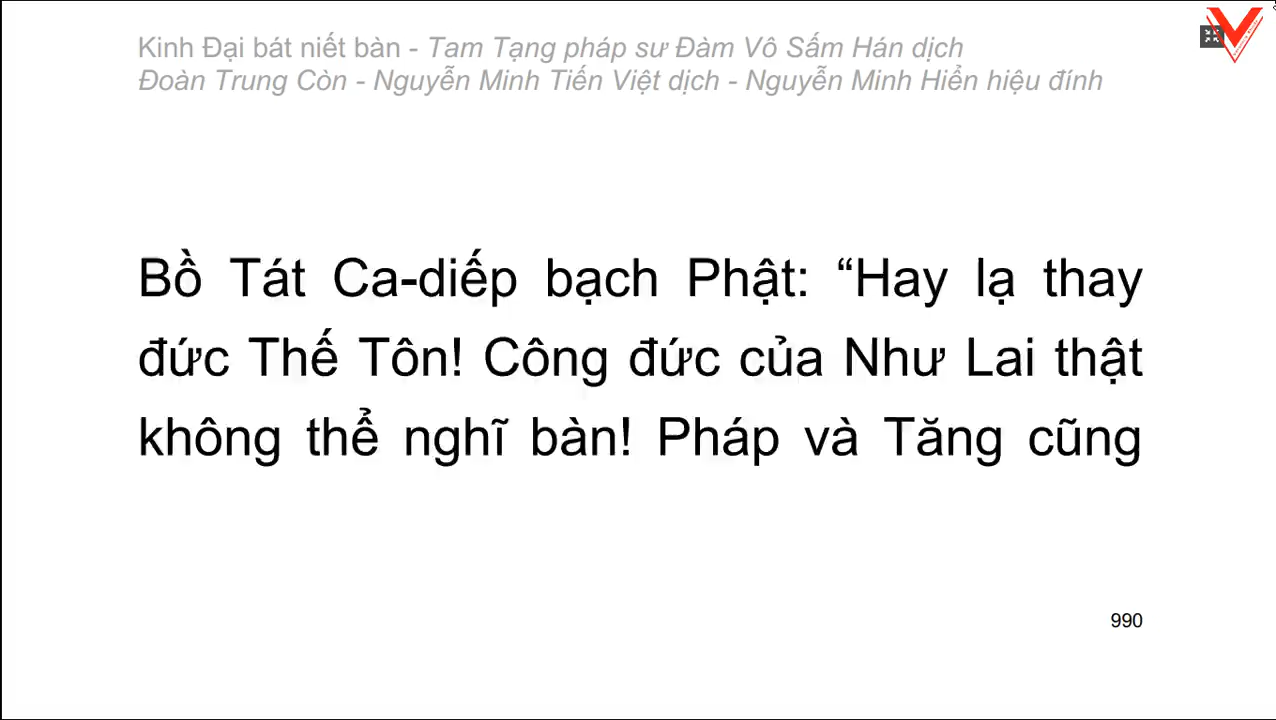 Kinh Đại bát niết bàn - Tam Tạng pháp sư Đàm Vô Sấm Hán dịch
Đoàn Trung Còn - Nguyễn Minh Tiến Việt dịch - Nguyễn Minh Hiển hiệu đính
Bồ Tát Ca-diếp bạch Phật: “Hay lạ thay
đức Thế Tôn! Công đức của Như Lai thật
không thể nghĩ bàn! Pháp và Tăng cũng
990